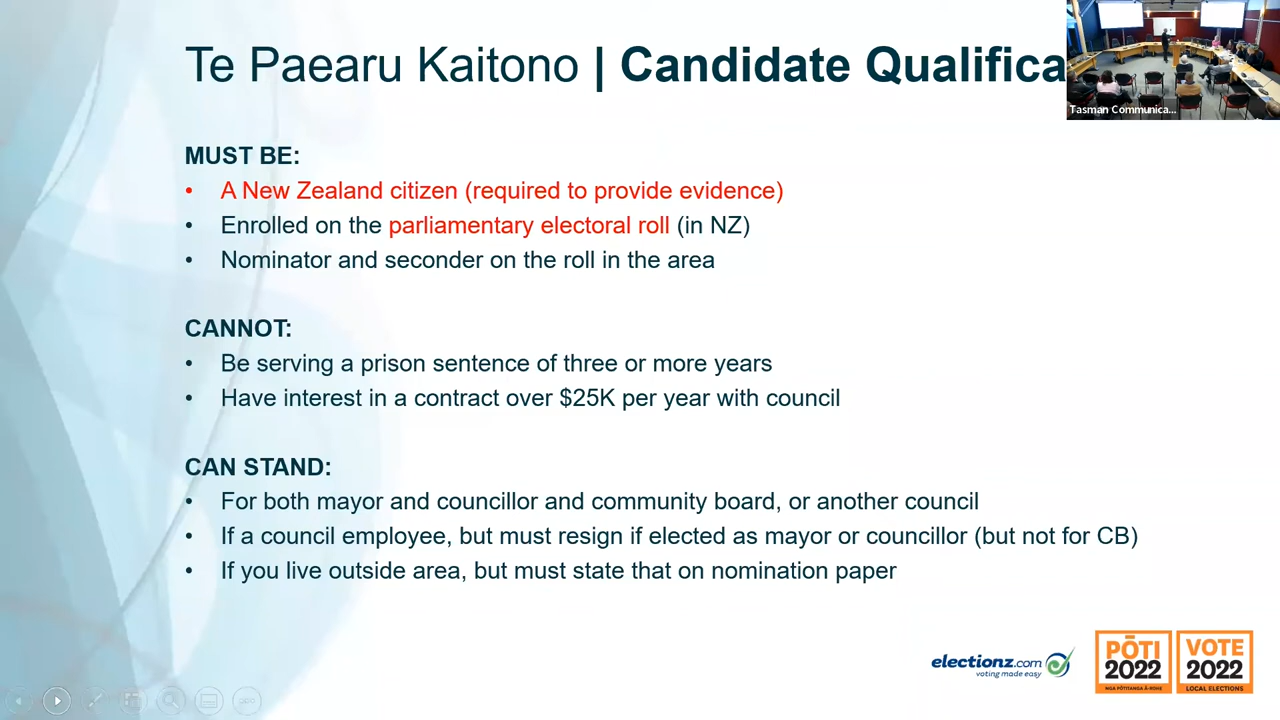 Te Paearu Kaitono | Candidate Qualifica
Tasman Communica...
MUST BE:
• A New Zealand citizen (required to provide evidence)
• Enrolled on the parliamentary electoral roll (in NZ)
• Nominator and seconder on the roll in the area
CANNOT:
• Be serving a prison sentence of three or more years
• Have interest in a contract over $25K per year with council
CAN STAND:
• For both mayor and councillor and community board, or another council
• If a council employee, but must resign if elected as mayor or councillor (but not for CB)
• If you live outside area, but must state that on nomination paper
electionz.com
voting made easy
PŌTI
2022
NGA PŌTITANGA Ā-ROHE
VOTE
2022
LOCAL ELECTIONS